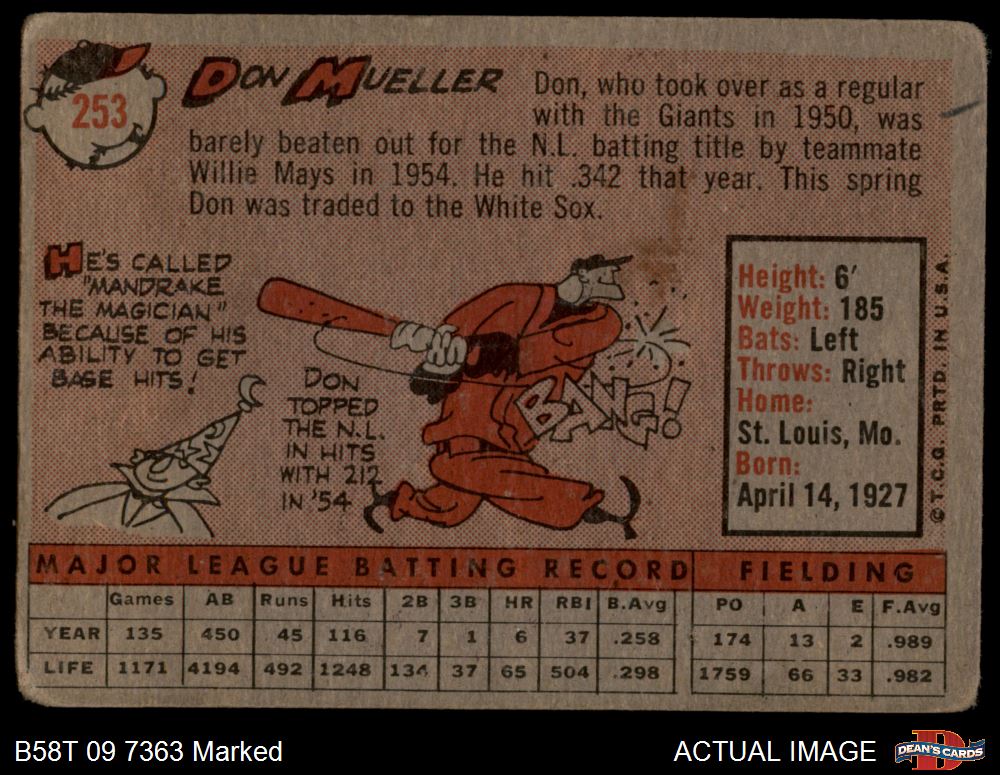 253
DON MUELLER
Don, who took over as a regular
with the Giants in 1950, was
barely beaten out for the N.L. batting title by teammate
Willie Mays in 1954. He hit .342 that year. This spring
Don was traded to the White Sox.
HE'S CALLED
"MANDRAKE
THE MAGICIAN"
BECAUSE OF HIS
ABILITY TO GET
BASE HITS!
DON
TOPPED
THE N.L.
IN HITS
WITH 212
IN '54
BANG!
Height: 6'
Weight: 185
Bats: Left
Throws: Right
Home:
St. Louis, Mo.
Born:
April 14, 1927
© T.C.G. PRTD. IN U.S.A.
MAJOR LEAGUE BATTING RECORD FIELDING
Games AB Runs Hits 2B 3B HR RBI B.Avg PO A E F.Avg
YEAR 135 450 45 116 7 1 6 37 .258 174 13 2 .989
LIFE 1171 4194 492 1248 134 37 65 504 .298 1759 66 33 .982
B58T 09 7363 Marked
ACTUAL IMAGE
DEAN'S CARDS